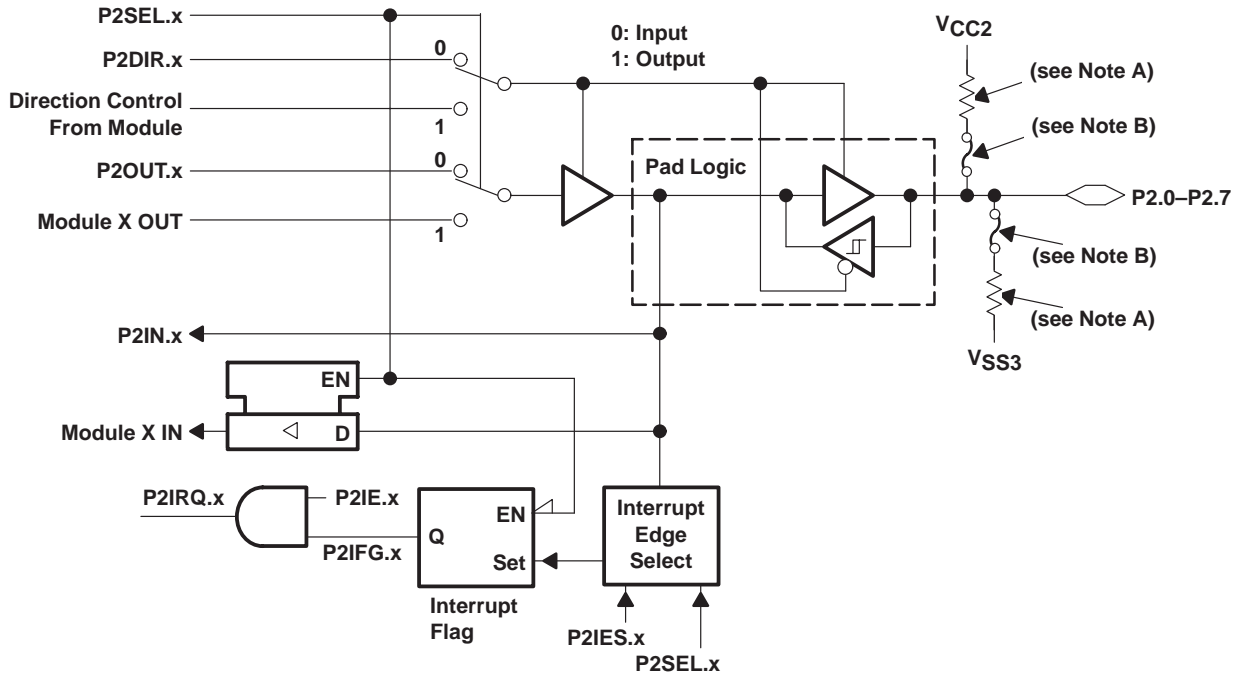 P2SEL.x
P2DIR.x
0
Direction Control
From Module
1
P2OUT.x
0
Module X OUT
1
0: Input
1: Output
Pad Logic
VCC2
(see Note A)
(see Note B)
P2.0–P2.7
(see Note B)
(see Note A)
VSS3
P2IN.x
EN
Module X IN
D
P2IRQ.x
P2IE.x
P2IFG.x
Q
EN
Set
Interrupt
Flag
Interrupt
Edge
Select
P2IES.x
P2SEL.x